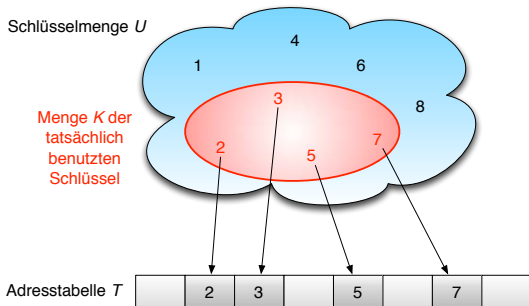 Schlüsselmenge U
4
1
6
8
3
Menge K der
tatsächlich
benutzten
Schlüssel
2
5
7
Adresstabelle T
2
3
5
7